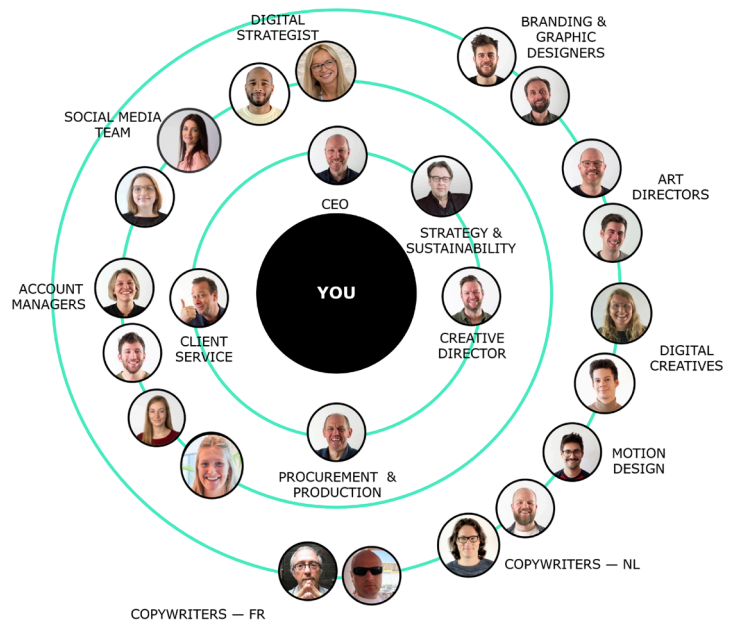 DIGITAL
STRATEGIST
BRANDING &
GRAPHIC
DESIGNERS
SOCIAL MEDIA
TEAM
ART
DIRECTORS
CEO
STRATEGY &
SUSTAINABILITY
ACCOUNT
MANAGERS
YOU
CLIENT
SERVICE
CREATIVE
DIRECTOR
DIGITAL
CREATIVES
MOTION
DESIGN
PROCUREMENT &
PRODUCTION
COPYWRITERS — NL
COPYWRITERS — FR